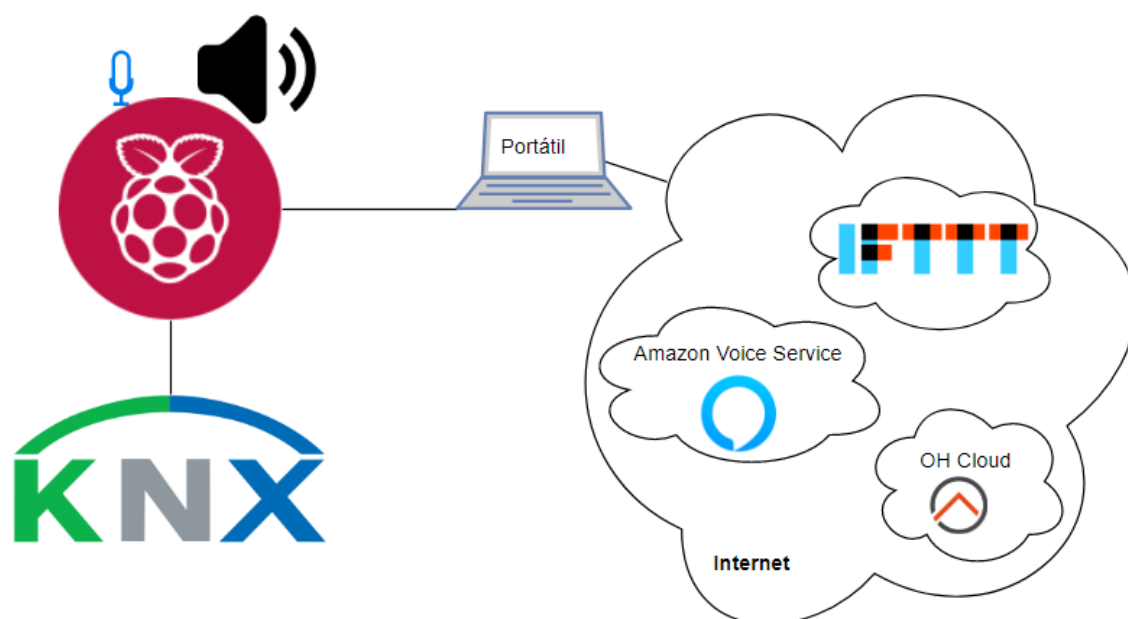 Portátil
IFTTT
Amazon Voice Service
OH Cloud
KNX
Internet